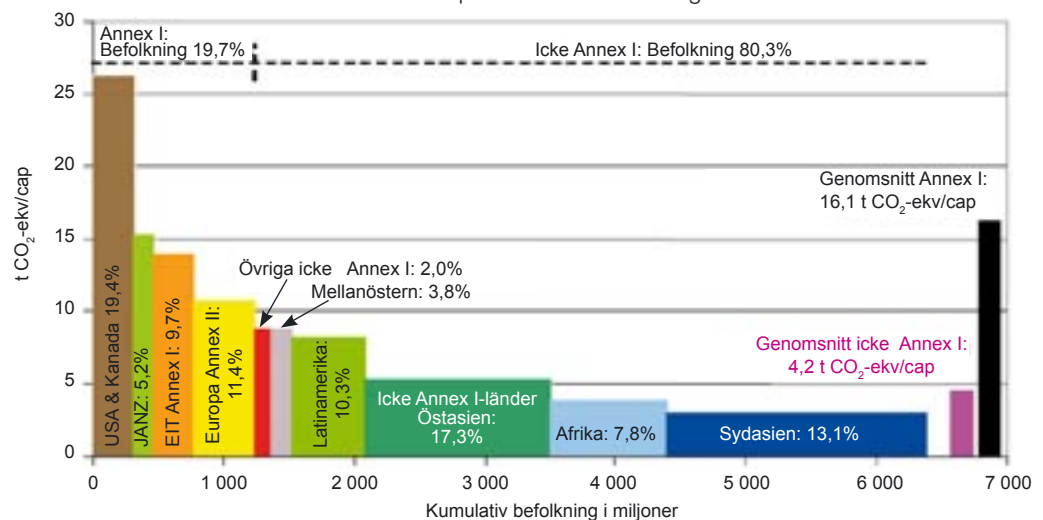 30
25
20
15
10
5
0
t CO₂-ekv/cap
Annex I:
Befolkning 19,7%
Icke Annex I: Befolkning 80,3%
USA & Kanada 19,4%
JANZ: 5,2%
EIT Annex I: 9,7%
Europa Annex II:
11,4%
Övriga icke Annex I: 2,0%
Mellanöstern: 3,8%
Latinamerika:
10,3%
Icke Annex I-länder
Östasien:
17,3%
Afrika: 7,8%
Sydasien: 13,1%
Genomsnitt Annex I:
16,1 t CO₂-ekv/cap
Genomsnitt icke Annex I:
4,2 t CO₂-ekv/cap
0
1 000
2 000
3 000
4 000
5 000
6 000
7 000
Kumulativ befolkning i miljoner